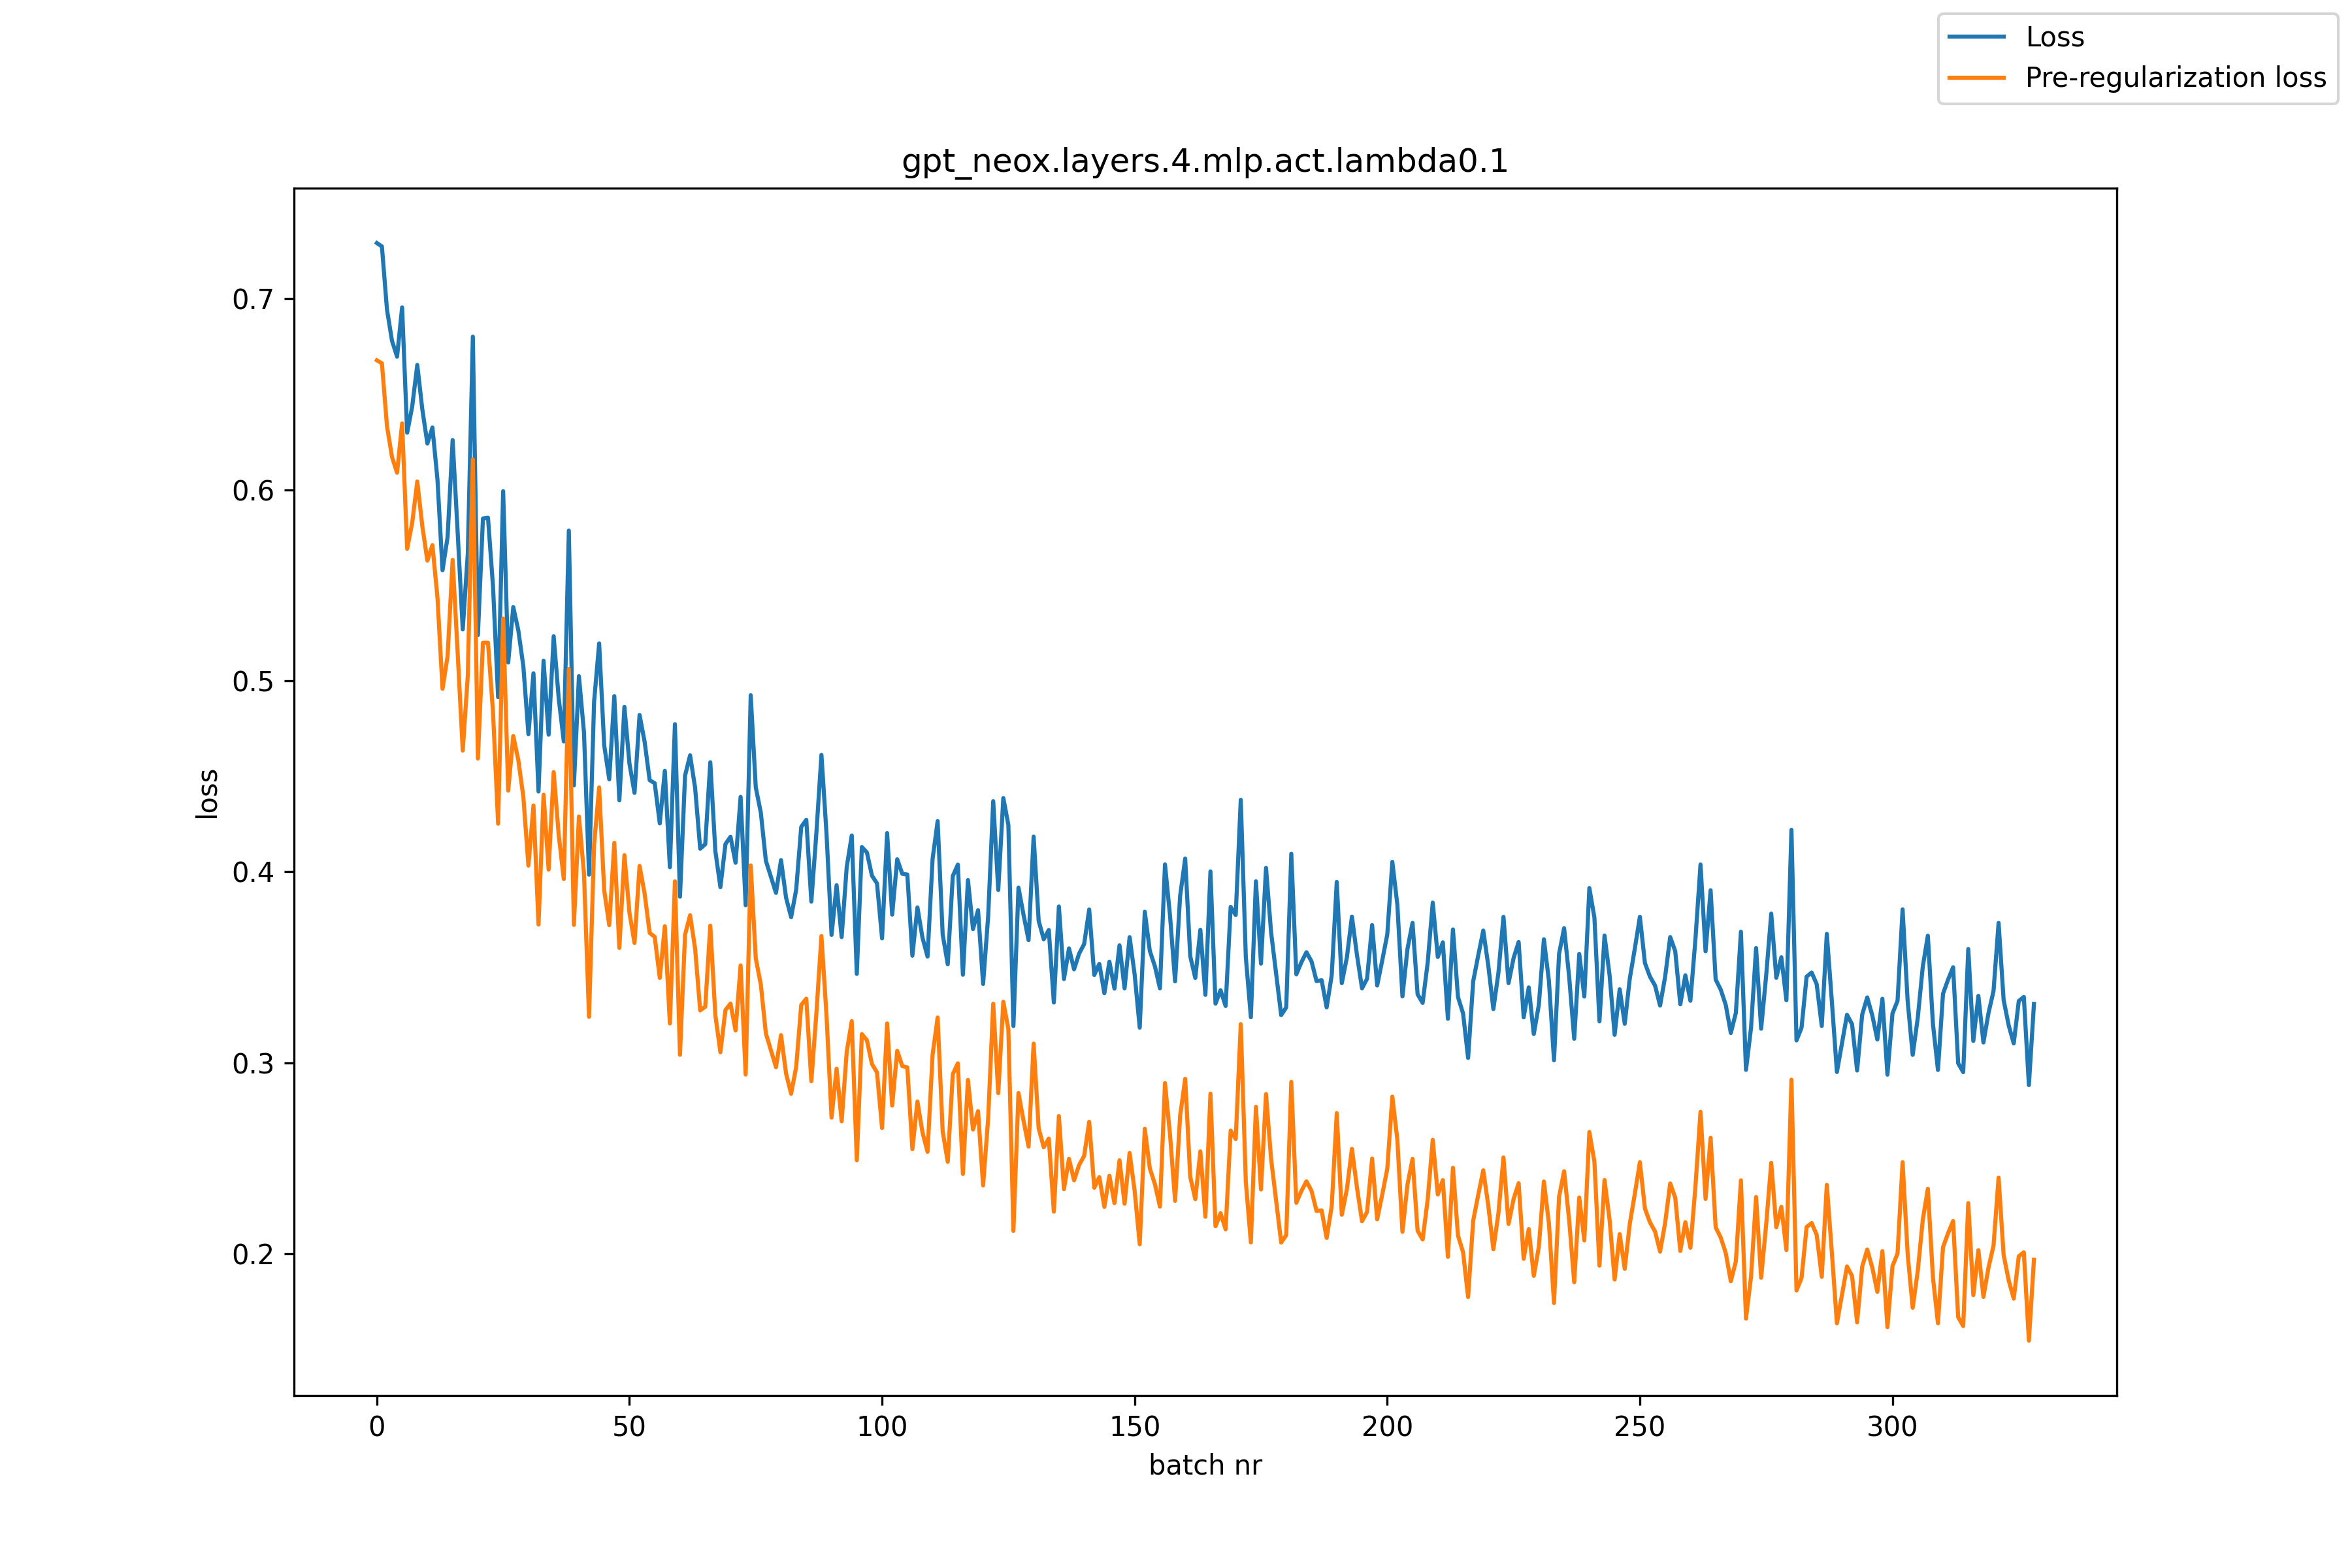 Loss
Pre-regularization loss
gpt_neox.layers.4.mlp.act.lambda0.1
0.7
0.6
0.5
0.4
0.3
0.2
loss
0 50 100 150 200 250 300
batch nr